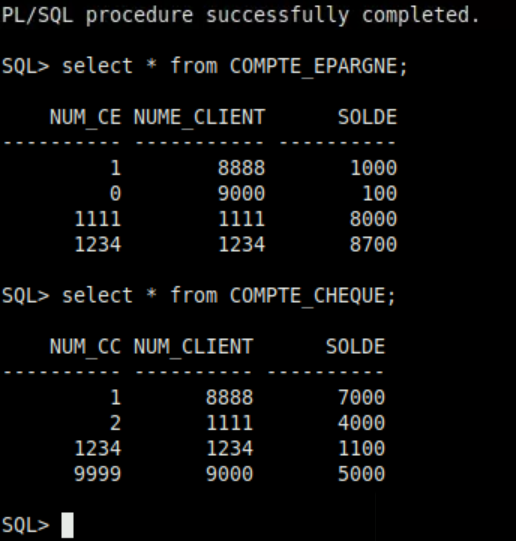 PL/SQL procedure successfully completed.
SQL> select * from COMPTE_EPARGNE;
NUM_CE NUME_CLIENT SOLDE
---------- ----------- ----------
1 8888 1000
0 9000 100
1111 1111 8000
1234 1234 8700
SQL> select * from COMPTE_CHEQUE;
NUM_CC NUM_CLIENT SOLDE
---------- ---------- ----------
1 8888 7000
2 1111 4000
1234 1234 1100
9999 9000 5000
SQL>